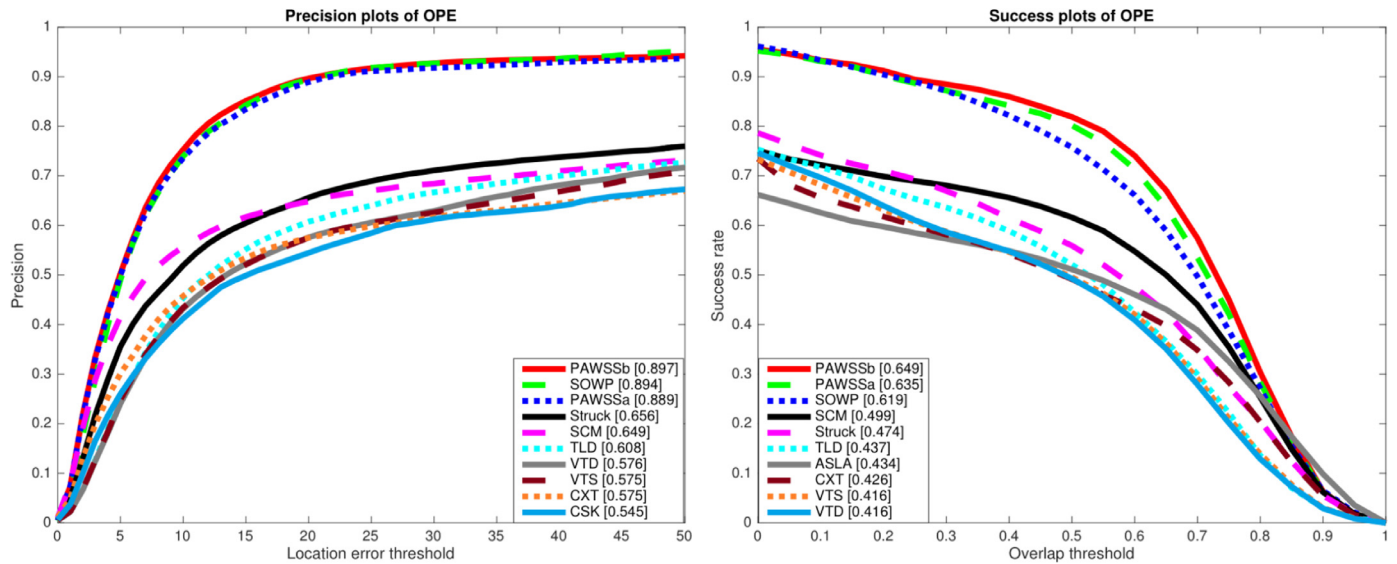 Precision plots of OPE
1
0.9
0.8
0.7
0.6
0.5
0.4
0.3
0.2
0.1
0
Precision
0 5 10 15 20 25 30 35 40 45 50
Location error threshold
PAWSSb [0.897]
SOWP [0.894]
PAWSSa [0.889]
Struck [0.656]
SCM [0.649]
TLD [0.608]
VTD [0.576]
VTS [0.575]
CXT [0.575]
CSK [0.545]
Success plots of OPE
1
0.9
0.8
0.7
0.6
0.5
0.4
0.3
0.2
0.1
0
Success rate
0 0.1 0.2 0.3 0.4 0.5 0.6 0.7 0.8 0.9 1
Overlap threshold
PAWSSb [0.649]
PAWSSa [0.635]
SOWP [0.619]
SCM [0.499]
Struck [0.474]
TLD [0.437]
ASLA [0.434]
CXT [0.426]
VTS [0.416]
VTD [0.416]